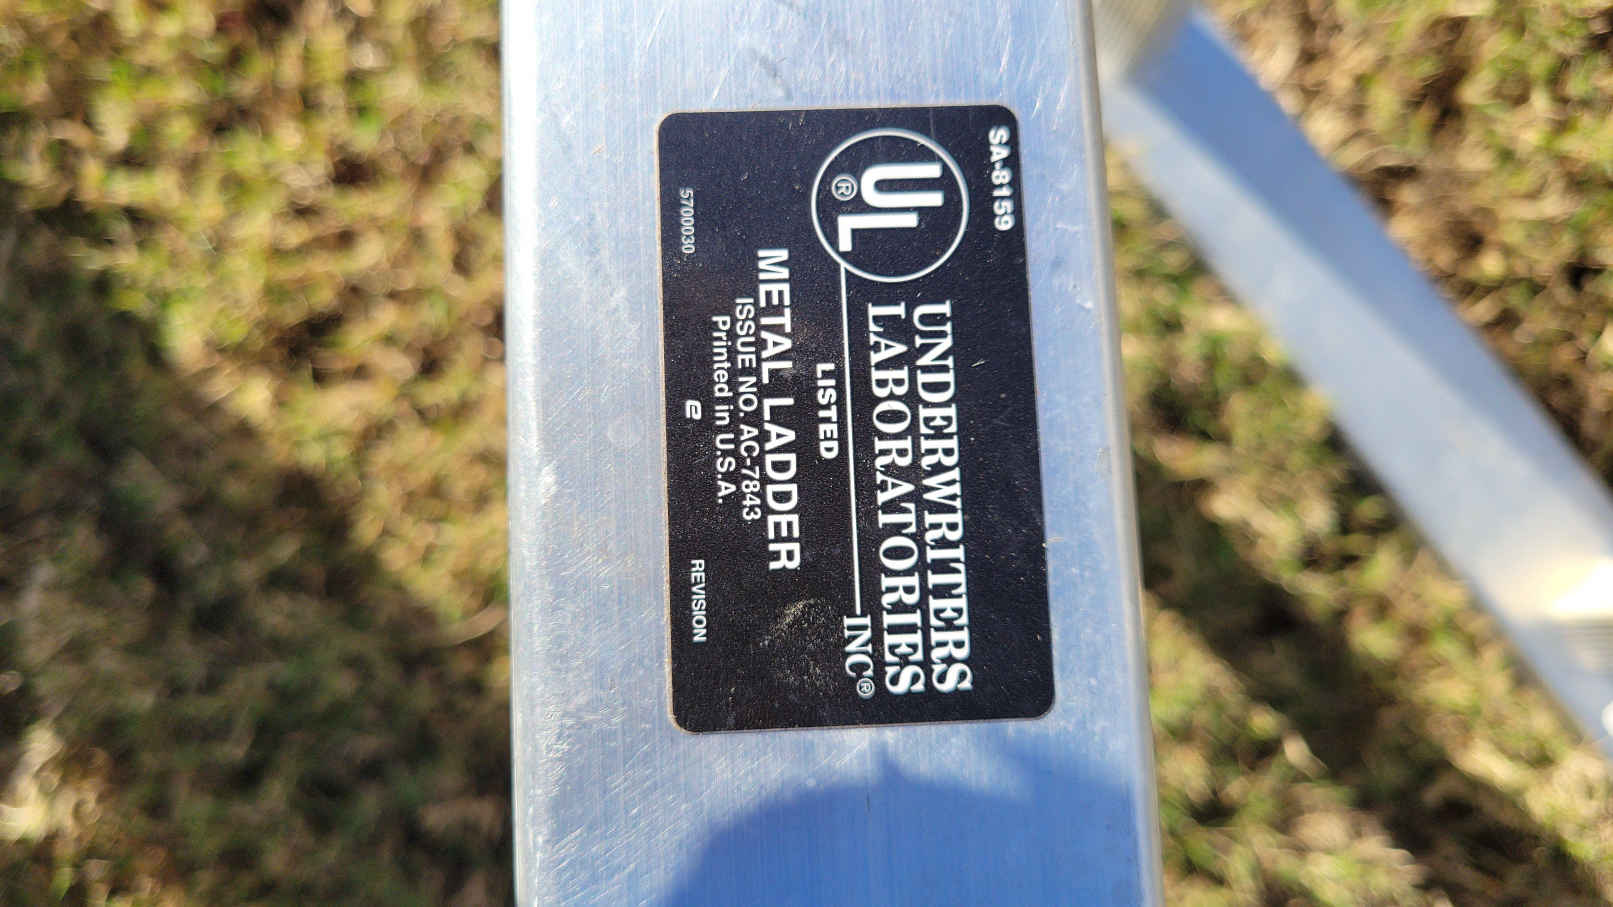 SA-8159
UL®
UNDERWRITERS
LABORATORIES
INC®
LISTED
METAL LADDER
ISSUE NO. AC-7843
Printed in U.S.A.
5700030 e REVISION